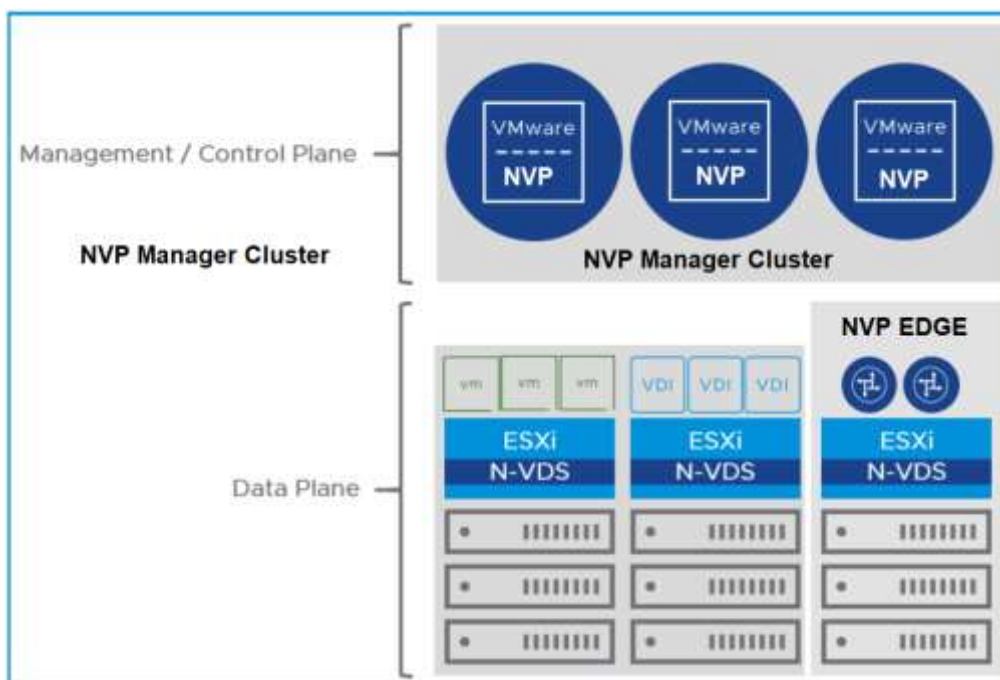 VMware
NVP
VMware
NVP
VMware
NVP
Management / Control Plane
NVP Manager Cluster
NVP Manager Cluster
NVP EDGE
vm vm vm
VDI VDI VDI
ESXi
N-VDS
ESXi
N-VDS
ESXi
N-VDS
Data Plane